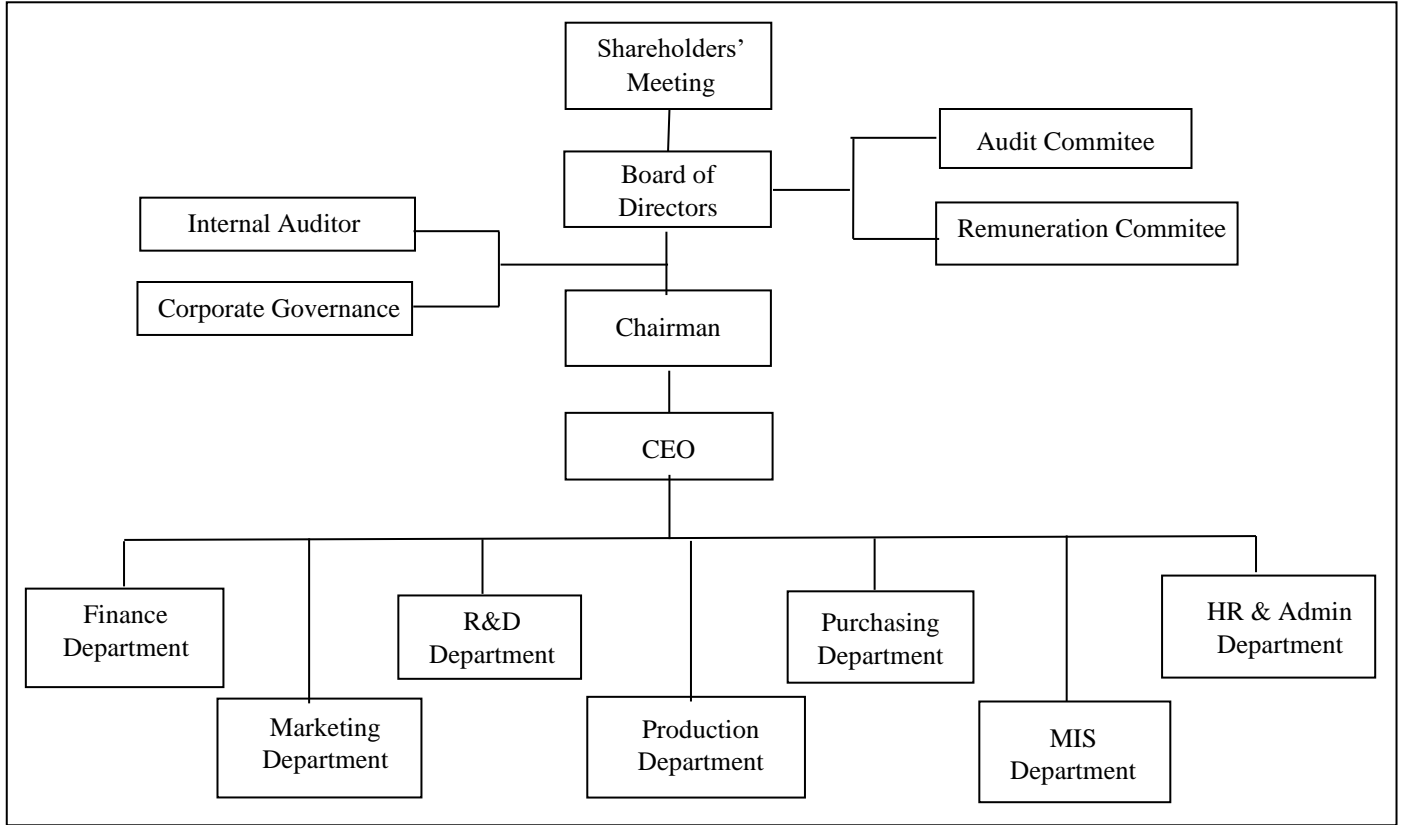 Shareholders’
Meeting
Audit Commitee
Board of
Directors
Internal Auditor
Remuneration Commitee
Corporate Governance
Chairman
CEO
Finance
Department
R&D
Department
Purchasing
Department
HR & Admin
Department
Marketing
Department
Production
Department
MIS
Department